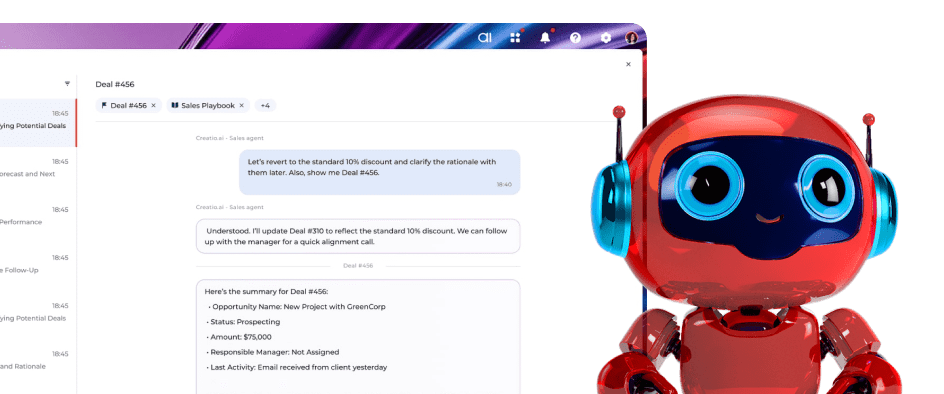 ai
Deal #456
Deal #456 ×
Sales Playbook ×
+4
18:45
ying Potential Deals
18:45
orecast and Next
18:45
Performance
18:45
e Follow-Up
18:45
ying Potential Deals
18:45
and Rationale
Creatio.ai - Sales agent
Let's revert to the standard 10% discount and clarify the rationale with
them later. Also, show me Deal #456.
18:40
Creatio.ai - Sales agent
Understood. I'll update Deal #310 to reflect the standard 10% discount. We can follow
up with the manager for a quick alignment call.
Deal #456
Here's the summary for Deal #456:
• Opportunity Name: New Project with GreenCorp
• Status: Prospecting
• Amount: $75,000
• Responsible Manager: Not Assigned
• Last Activity: Email received from client yesterday